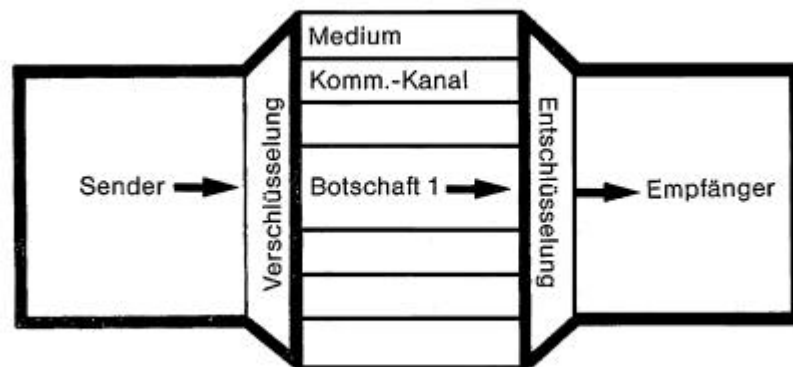 Medium
Komm.-Kanal
Sender
Verschlüsselung
Botschaft 1
Entschlüsselung
Empfänger